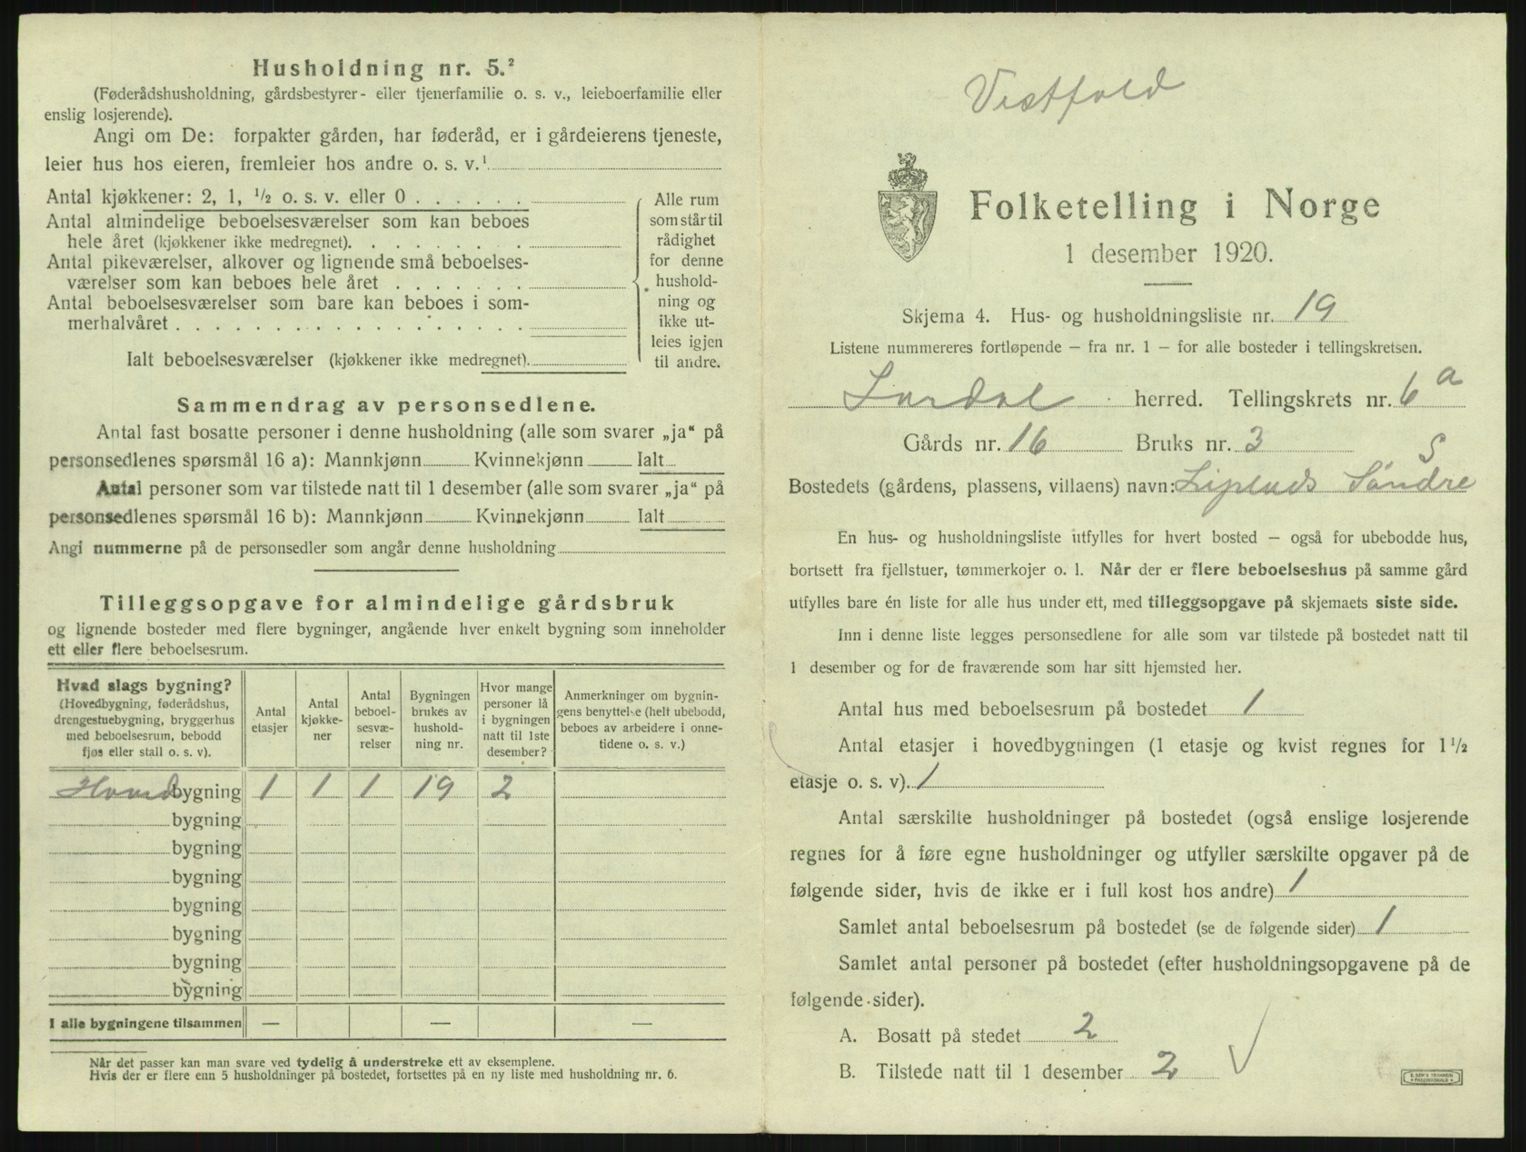 Husholdning nr. 5.²
(Føderådshusholdning, gårdsbestyrer- eller tjenerfamilie o. s. v., leieboerfamilie eller
enslig losjerende).
Angi om De: forpakter gården, har føderåd, er i gårdeierens tjeneste,
leier hus hos eieren, fremleier hos andre o. s. v.¹
Antal kjøkkener: 2, 1, ½ o. s. v. eller 0
Antal almindelige beboelsesværelser som kan beboes
hele året (kjøkkener ikke medregnet).
Antal pikeværelser, alkover og lignende små beboelses-
værelser som kan beboes hele året
Antal beboelsesværelser som bare kan beboes i som-
merhalvåret
Ialt beboelsesværelser (kjøkkener ikke medregnet).
Alle rum
som står til
rådighet
for denne
hushold-
ning og
ikke ut-
leies igjen
til andre.
Sammendrag av personsedlene.
Antal fast bosatte personer i denne husholdning (alle som svarer „ja“ på
personsedlenes spørsmål 16 a): Mannkjønn Kvinnekjønn Ialt
Antal personer som var tilstede natt til 1 desember (alle som svarer „ja“ på
personsedlenes spørsmål 16 b): Mannkjønn Kvinnekjønn Ialt
Angi nummerne på de personsedler som angår denne husholdning
Tilleggsopgave for almindelige gårdsbruk
og lignende bosteder med flere bygninger, angående hver enkelt bygning som inneholder
ett eller flere beboelsesrum.
Hvad slags bygning?
(Hovedbygning, føderådshus,
drengestuebygning, bryggerhus
med beboelsesrum, bebodd
fjøs eller stall o. s. v).
Antal
etasjer
Antal
kjøkke-
ner
Antal
beboel-
sesvæ-
relser
Bygningen
brukes av
hushold-
ning nr.
Hvor mange
personer lå
i bygningen
natt til 1ste
desember?
Anmerkninger om bygnin-
gens benyttelse (helt ubebodd,
beboes av arbeidere i onne-
tidene o. s. v.)
Hovedbygning 1 1 1 19 2
bygning
bygning
bygning
bygning
bygning
bygning
bygning
I alle bygningene tilsammen — — —
Når det passer kan man svare ved tydelig å understreke ett av eksemplene.
Hvis der er flere enn 5 husholdninger på bostedet, fortsettes på en ny liste med husholdning nr. 6.
Vestfold
Folketelling i Norge
1 desember 1920.
Skjema 4. Hus- og husholdningsliste nr. 19
Listene nummereres fortløpende — fra nr. 1 — for alle bosteder i tellingskretsen.
Lardal herred. Tellingskrets nr. 6 a
Gårds nr. 16 Bruks nr. 3
S
Bostedets (gårdens, plassens, villaens) navn: Søndre
En hus- og husholdningsliste utfylles for hvert bosted — også for ubebodde hus,
bortsett fra fjellstuer, tømmerkojer o. l. Når der er flere beboelseshus på samme gård
utfylles bare én liste for alle hus under ett, med tilleggsopgave på skjemaets siste side.
Inn i denne liste legges personsedlene for alle som var tilstede på bostedet natt til
1 desember og for de fraværende som har sitt hjemsted her.
Antal hus med beboelsesrum på bostedet 1
Antal etasjer i hovedbygningen (1 etasje og kvist regnes for 1½
etasje o. s. v). 1
Antal særskilte husholdninger på bostedet (også enslige losjerende
regnes for å føre egne husholdninger og utfyller særskilte opgaver på de
følgende sider, hvis de ikke er i full kost hos andre) 1
Samlet antal beboelsesrum på bostedet (se de følgende sider) 1
Samlet antal personer på bostedet (efter husholdningsopgavene på de
følgende sider).
A. Bosatt på stedet 2
B. Tilstede natt til 1 desember 2 √